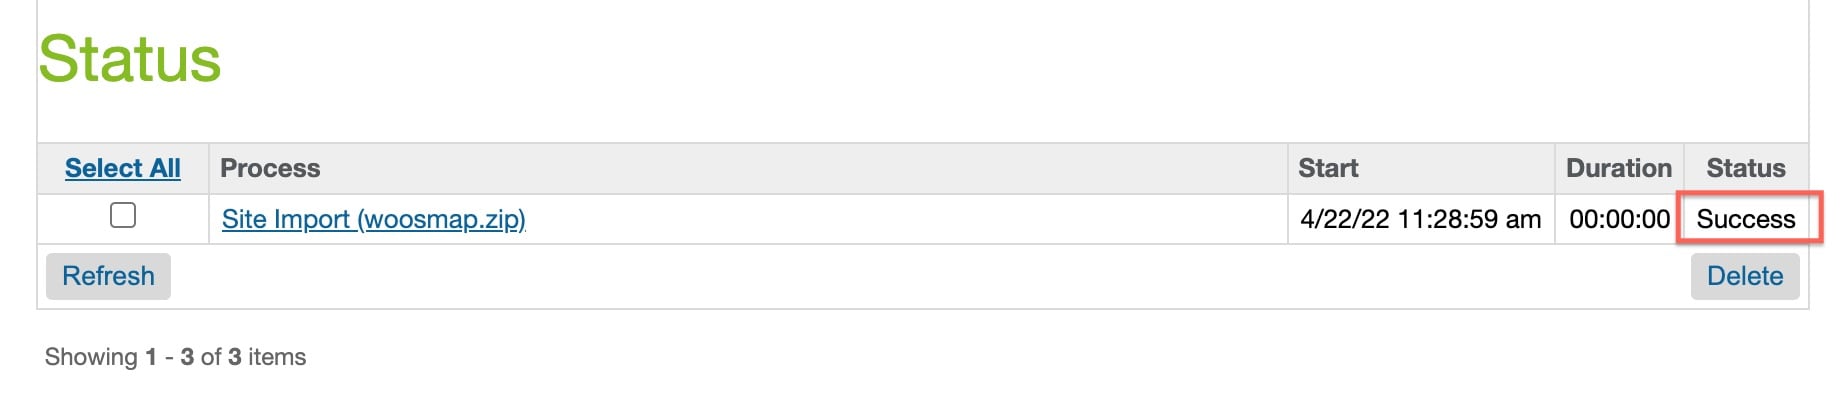 Status
Select All Process Start Duration Status
Site Import (woosmap.zip) 4/22/22 11:28:59 am 00:00:00 Success
Refresh Delete
Showing 1 - 3 of 3 items